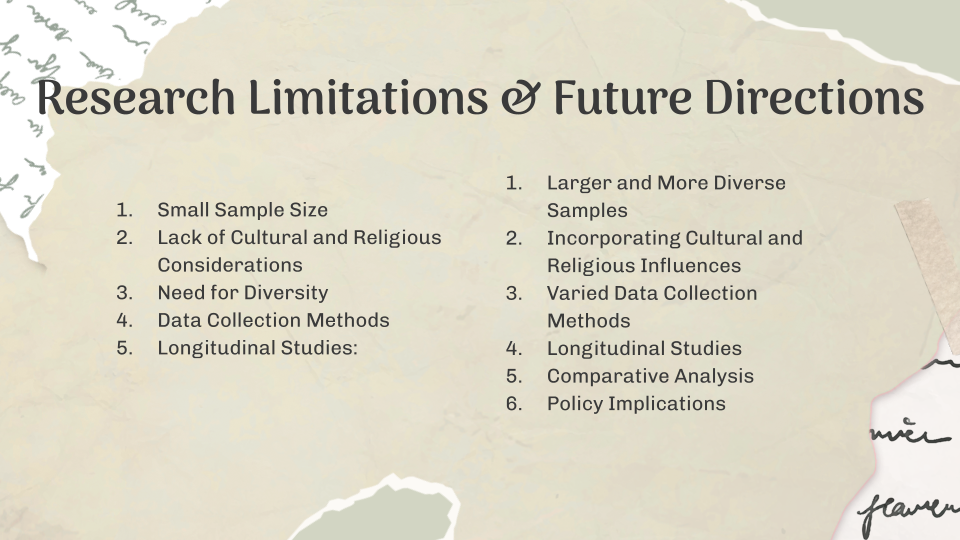 Research Limitations & Future Directions
1. Small Sample Size
2. Lack of Cultural and Religious
Considerations
3. Need for Diversity
4. Data Collection Methods
5. Longitudinal Studies:
1. Larger and More Diverse
Samples
2. Incorporating Cultural and
Religious Influences
3. Varied Data Collection
Methods
4. Longitudinal Studies
5. Comparative Analysis
6. Policy Implications